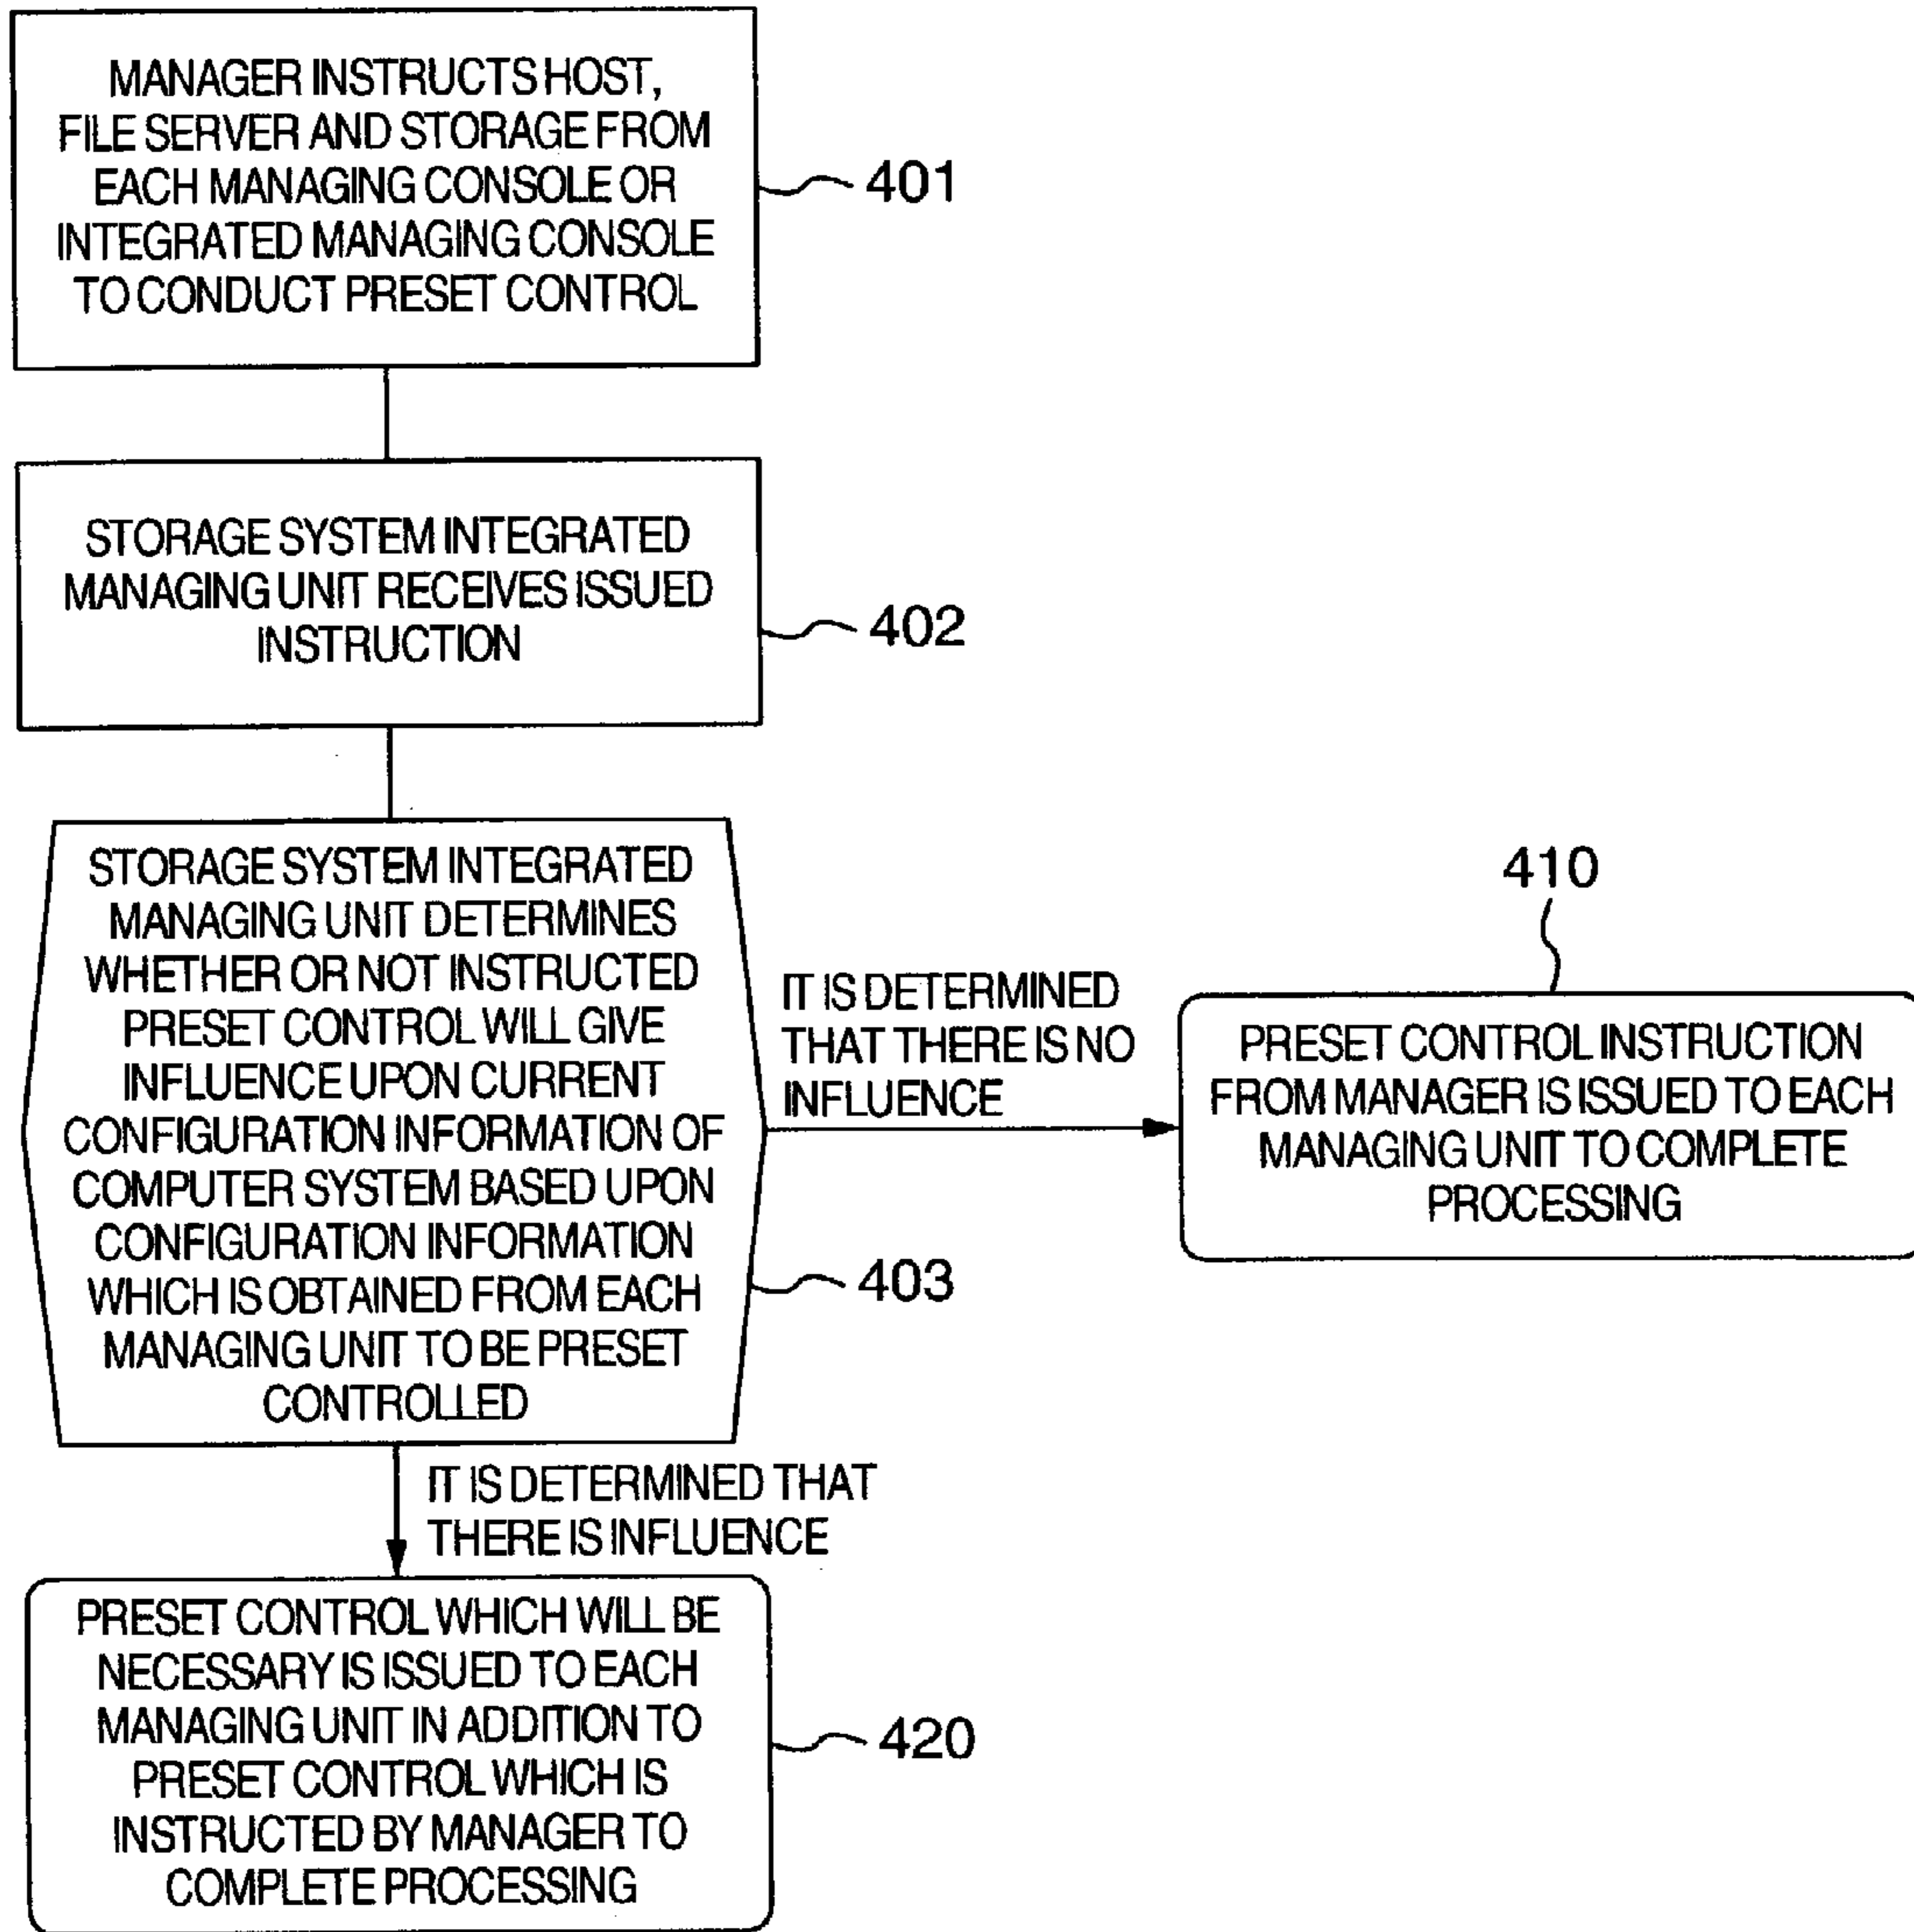 MANAGER INSTRUCTS HOST,
FILE SERVER AND STORAGE FROM
EACH MANAGING CONSOLE OR
INTEGRATED MANAGING CONSOLE
TO CONDUCT PRESET CONTROL
401
STORAGE SYSTEM INTEGRATED
MANAGING UNIT RECEIVES ISSUED
INSTRUCTION
402
STORAGE SYSTEM INTEGRATED
MANAGING UNIT DETERMINES
WHETHER OR NOT INSTRUCTED
PRESET CONTROL WILL GIVE
INFLUENCE UPON CURRENT
CONFIGURATION INFORMATION OF
COMPUTER SYSTEM BASED UPON
CONFIGURATION INFORMATION
WHICH IS OBTAINED FROM EACH
MANAGING UNIT TO BE PRESET
CONTROLLED
403
IT IS DETERMINED
THAT THERE IS NO
INFLUENCE
410
PRESET CONTROL INSTRUCTION
FROM MANAGER IS ISSUED TO EACH
MANAGING UNIT TO COMPLETE
PROCESSING
IT IS DETERMINED THAT
THERE IS INFLUENCE
PRESET CONTROL WHICH WILL BE
NECESSARY IS ISSUED TO EACH
MANAGING UNIT IN ADDITION TO
PRESET CONTROL WHICH IS
INSTRUCTED BY MANAGER TO
COMPLETE PROCESSING
420